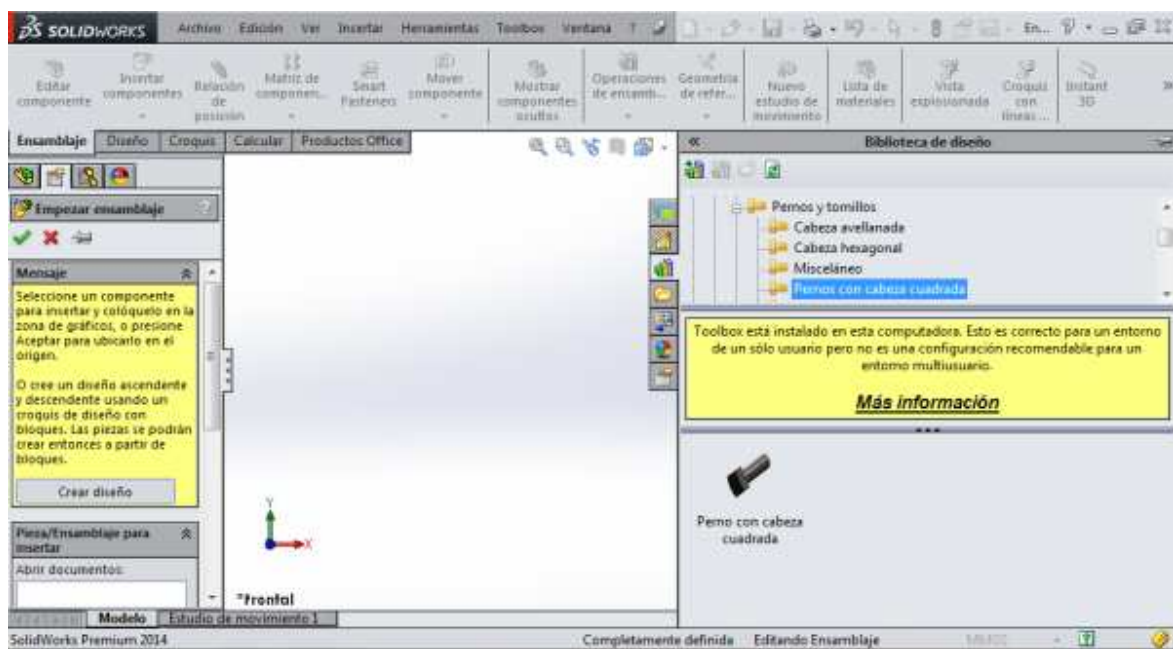 SOLIDWORKS
Archivo Edición Ver Insertar Herramientas Toolbox Ventana ?
En...
Editar componente
Insertar componentes
Relación de posición
Matriz de componen...
Smart Fasteners
Mover componente
Mostrar componentes ocultos
Operaciones de ensambl...
Geometría de refer...
Nuevo estudio de movimiento
Lista de materiales
Vista explosionada
Croquis con líneas ...
Instant 3D
Ensamblaje Diseño Croquis Calcular Productos Office
Empezar ensamblaje
Mensaje
Seleccione un componente
para insertar y colóquelo en la
zona de gráficos, o presione
Aceptar para ubicarlo en el
origen.
O cree un diseño ascendente
y descendente usando un
croquis de diseño con
bloques. Las piezas se podrán
crear entonces a partir de
bloques.
Crear diseño
Pieza/Ensamblaje para
insertar
Abrir documentos:
Y
X
*Frontal
Biblioteca de diseño
Pernos y tornillos
Cabeza avellanada
Cabeza hexagonal
Misceláneo
Pernos con cabeza cuadrada
Toolbox está instalado en esta computadora. Esto es correcto para un entorno
de un sólo usuario pero no es una configuración recomendable para un
entorno multiusuario.
Más información
Perno con cabeza
cuadrada
Modelo Estudio de movimiento 1
SolidWorks Premium 2014
Completamente definida Editando Ensamblaje